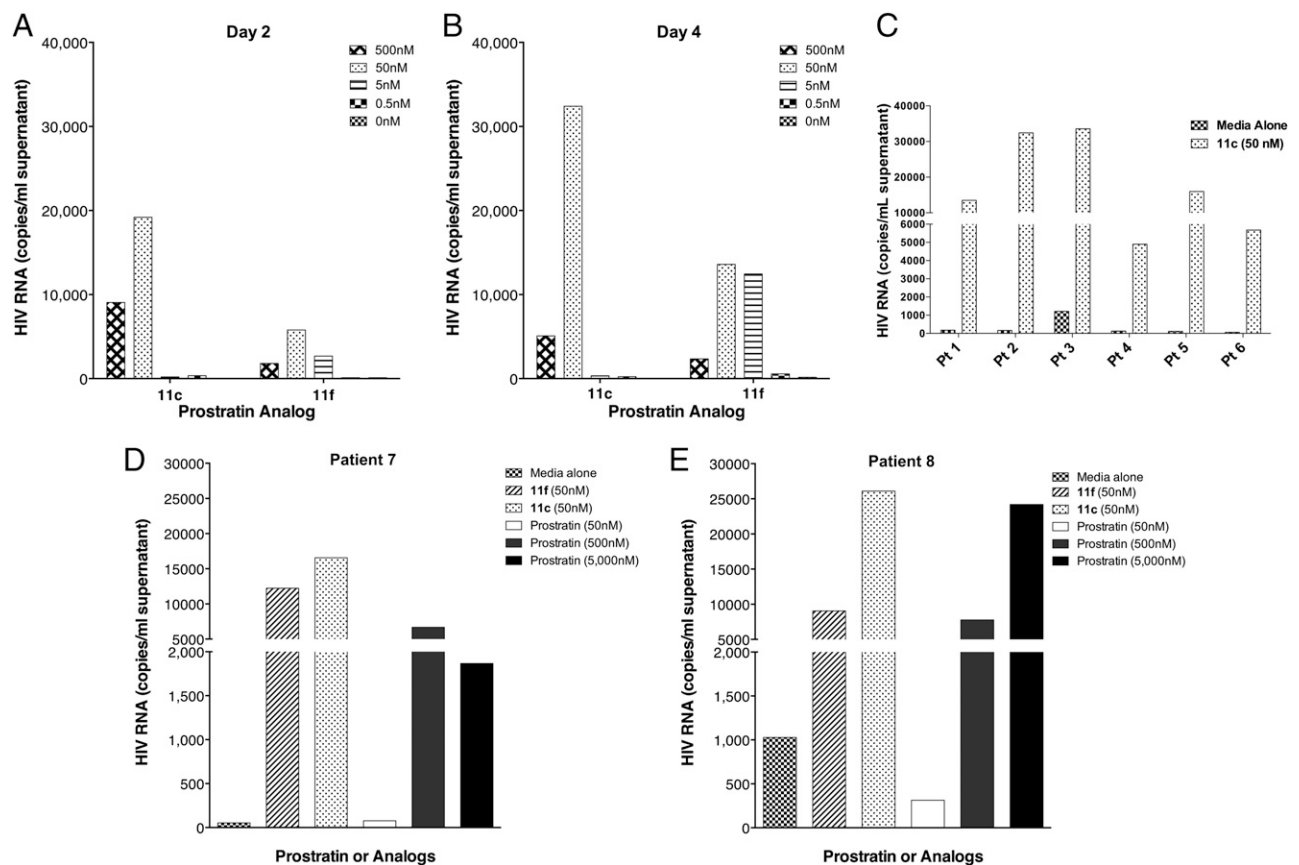 A
Day 2
HIV RNA (copies/ml supernatant)
40,000
30,000
20,000
10,000
0
500nM
50nM
5nM
0.5nM
0nM
11c
11f
Prostratin Analog
B
Day 4
HIV RNA (copies/ml supernatant)
40,000
30,000
20,000
10,000
0
500nM
50nM
5nM
0.5nM
0nM
11c
11f
Prostratin Analog
C
HIV RNA (copies/mL supernatant)
40000
30000
20000
10000
6000
5000
4000
3000
2000
1000
0
Media Alone
11c (50 nM)
Pt 1
Pt 2
Pt 3
Pt 4
Pt 5
Pt 6
D
Patient 7
HIV RNA (copies/ml supernatant)
30000
25000
20000
15000
10000
5000
2,000
1,500
1,000
500
0
Media alone
11f (50nM)
11c (50nM)
Prostratin (50nM)
Prostratin (500nM)
Prostratin (5,000nM)
Prostratin or Analogs
E
Patient 8
HIV RNA (copies/ml supernatant)
30000
25000
20000
15000
10000
5000
2,000
1,500
1,000
500
0
Media alone
11f (50nM)
11c (50nM)
Prostratin (50nM)
Prostratin (500nM)
Prostratin (5,000nM)
Prostratin or Analogs